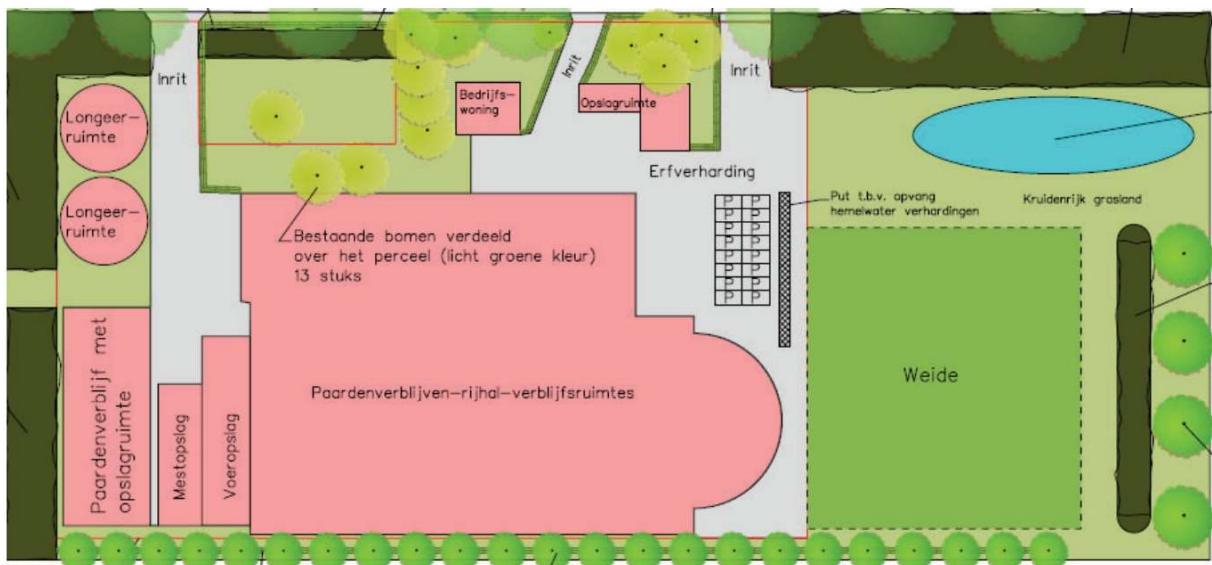 Inrit
Inrit
Inrit
Longeer-
ruimte
Bedrijfs-
woning
Opslagruimte
Erfverharding
Longeer-
ruimte
Put t.b.v. opvang
hemelwater verhardingen
Kruidenrijk grasland
P P
P P
P P
P P
P P
P P
P P
P P
Bestaande bomen verdeeld
over het perceel (licht groene kleur)
13 stuks
Paardenverblijf met
opslagruimte
Mestopslag
Voeropslag
Paardenverblijven-rijhal-verblijfsruimtes
Weide